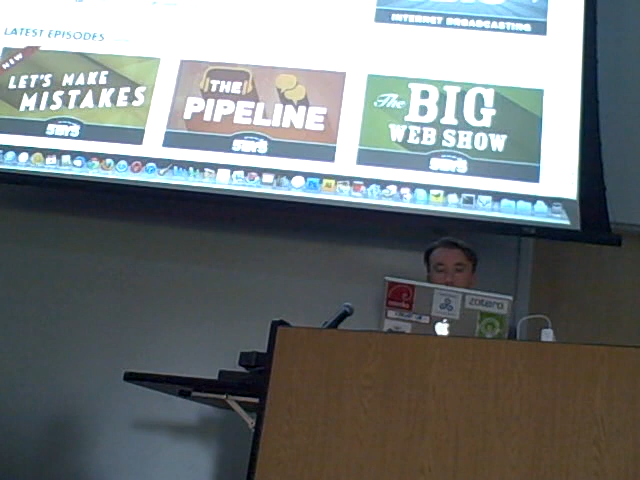 INTERNET BROADCASTING
LATEST EPISODES
NEW
LET'S MAKE
MISTAKES
THE
PIPELINE
The
BIG
WEB SHOW
5by5
5by5
5by5
zotero